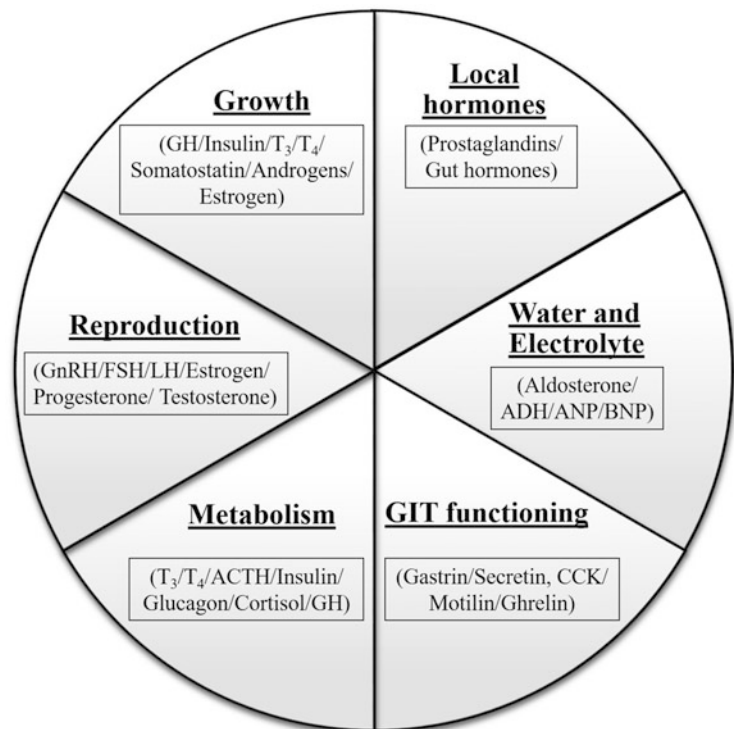 Growth
(GH/Insulin/T₃/T₄/
Somatostatin/Androgens/
Estrogen)
Local
hormones
(Prostaglandins/
Gut hormones)
Reproduction
(GnRH/FSH/LH/Estrogen/
Progesterone/ Testosterone)
Water and
Electrolyte
(Aldosterone/
ADH/ANP/BNP)
Metabolism
(T₃/T₄/ACTH/Insulin/
Glucagon/Cortisol/GH)
GIT functioning
(Gastrin/Secretin, CCK/
Motilin/Ghrelin)